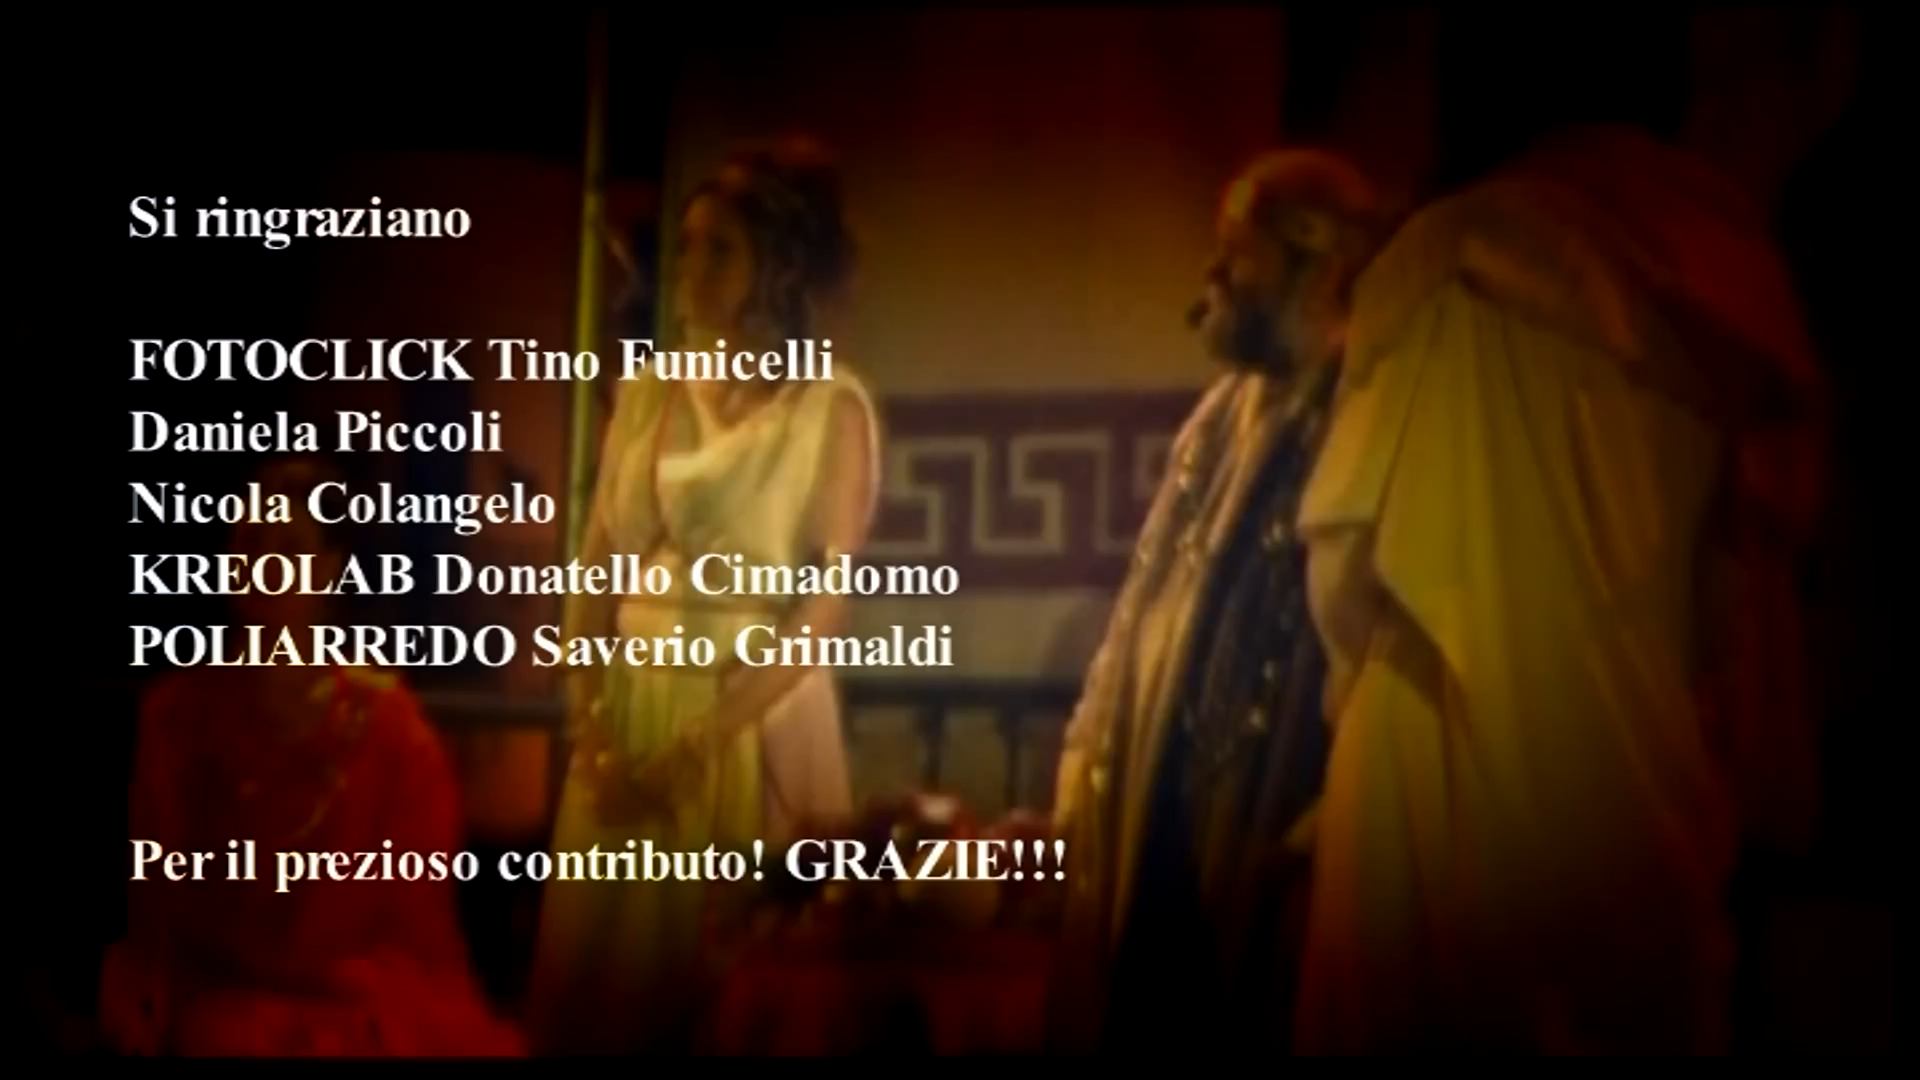 Si ringraziano
FOTOCLICK Tino Funicelli
Daniela Piccoli
Nicola Colangelo
KREOLAB Donatello Cimadomo
POLIARREDO Saverio Grimaldi
Per il prezioso contributo! GRAZIE!!!